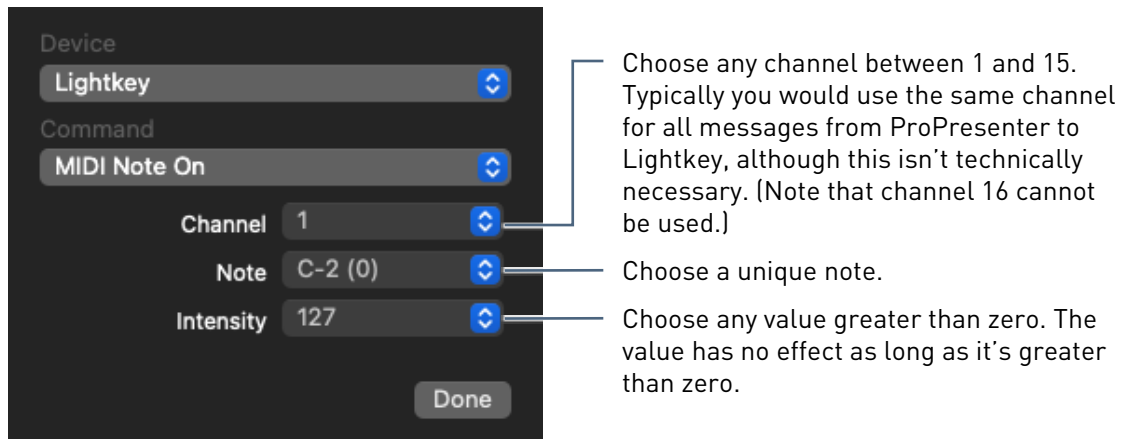 Device
Lightkey
Command
MIDI Note On
Channel 1
Note C-2 (0)
Intensity 127
Done
Choose any channel between 1 and 15.
Typically you would use the same channel
for all messages from ProPresenter to
Lightkey, although this isn’t technically
necessary. (Note that channel 16 cannot
be used.)
Choose a unique note.
Choose any value greater than zero. The
value has no effect as long as it’s greater
than zero.